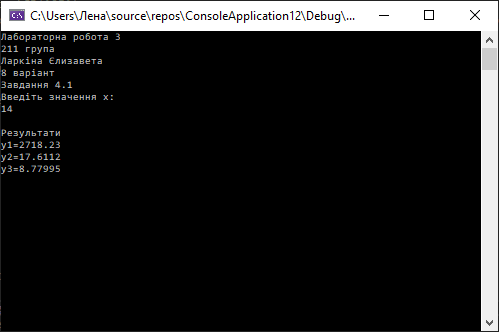 C:\Users\Лена\source\repos\ConsoleApplication12\Debug\...
Лабораторна робота 3
211 група
Ларкіна Єлизавета
8 варіант
Завдання 4.1
Введіть значення x:
14
Результати
y1=2718.23
y2=17.6112
y3=8.77995